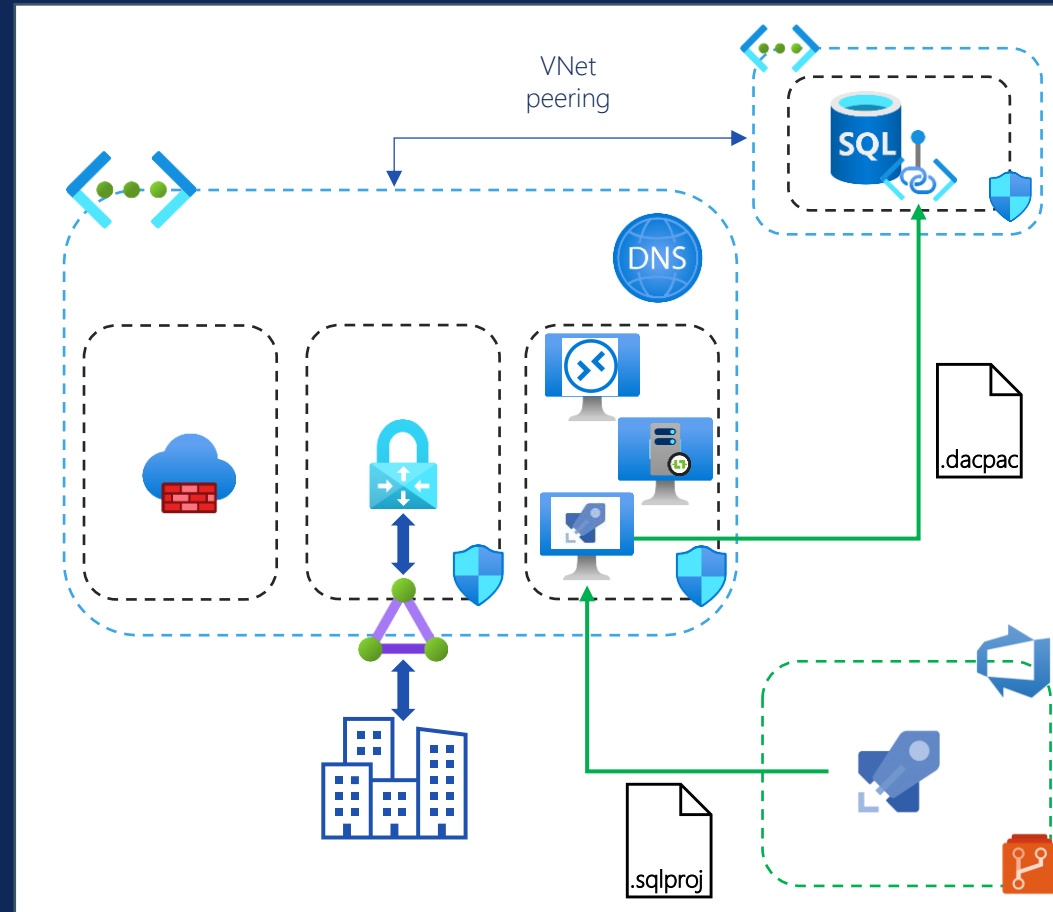 VNet
peering
SQL
DNS
.dacpac
.sqlproj